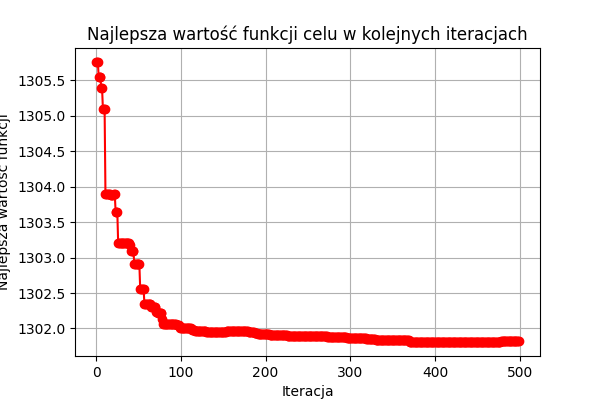 Najlepsza wartość funkcji celu w kolejnych iteracjach
Najlepsza wartość funkcji
1305.5
1305.0
1304.5
1304.0
1303.5
1303.0
1302.5
1302.0
0 100 200 300 400 500
Iteracja